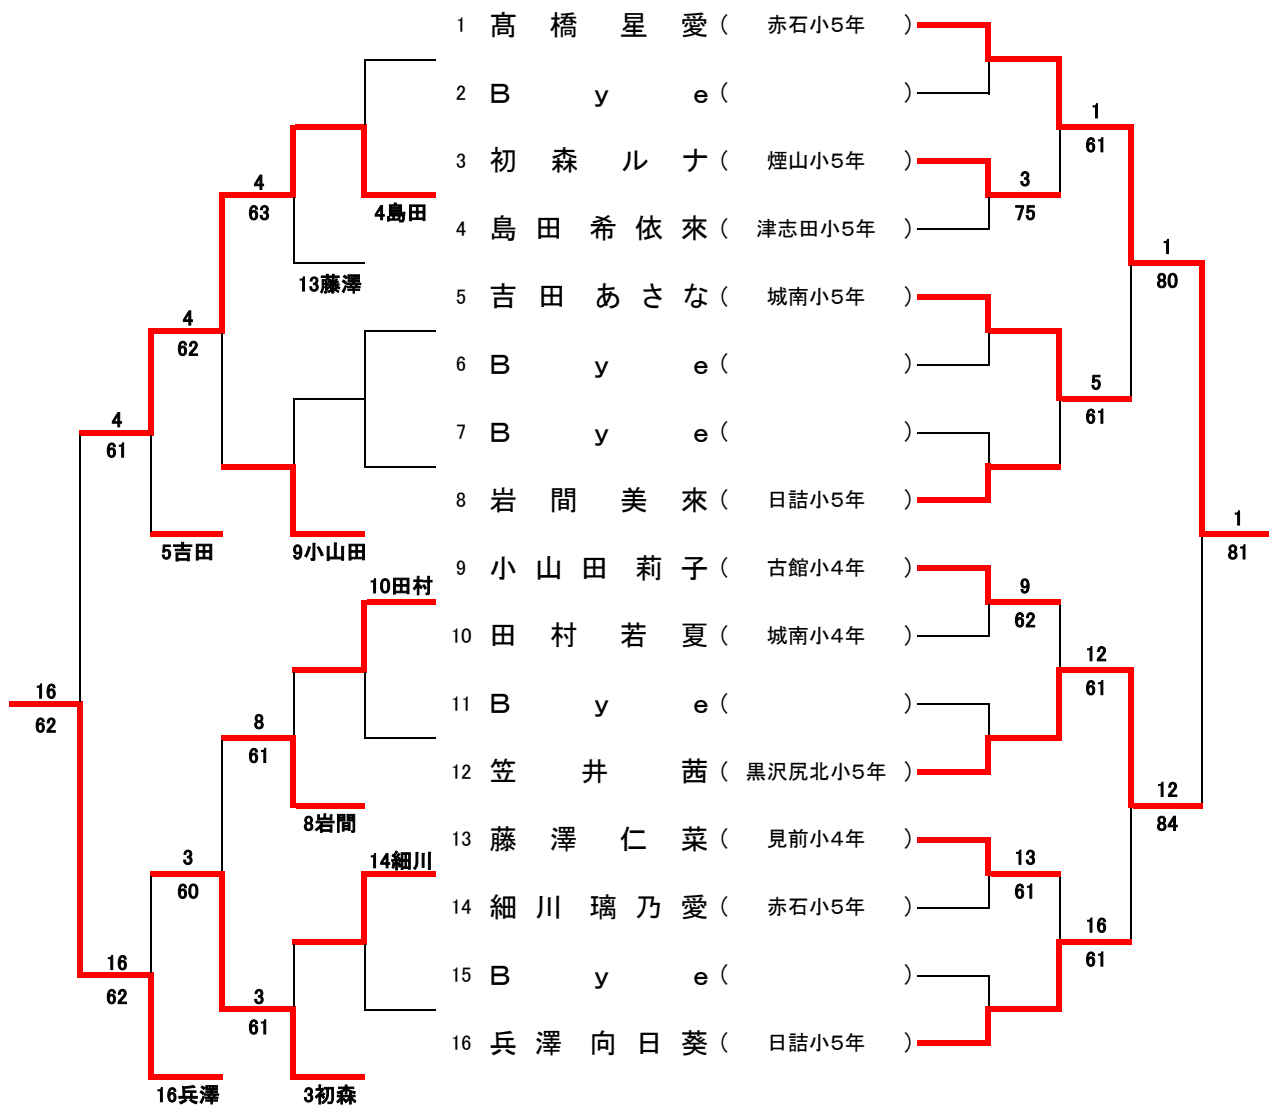 1 髙橋星愛 ( 赤石小5年 )
2 Bye ( )
1
61
3 初森ルナ ( 煙山小5年 )
4
63
4島田
3
75
4 島田希依來 ( 津志田小5年 )
1
80
13藤澤
5 吉田あさな ( 城南小5年 )
4
62
6 Bye ( )
5
61
4
61
7 Bye ( )
8 岩間美來 ( 日詰小5年 )
5吉田
9小山田
1
81
9 小山田莉子 ( 古館小4年 )
10田村
9
62
10 田村若夏 ( 城南小4年 )
12
61
16
62
11 Bye ( )
8
61
12 笠井茜 ( 黒沢尻北小5年 )
12
84
8岩間
13 藤澤仁菜 ( 見前小4年 )
3
60
14細川
13
61
14 細川璃乃愛 ( 赤石小5年 )
16
61
16
62
15 Bye ( )
3
61
16 兵澤向日葵 ( 日詰小5年 )
16兵澤
3初森